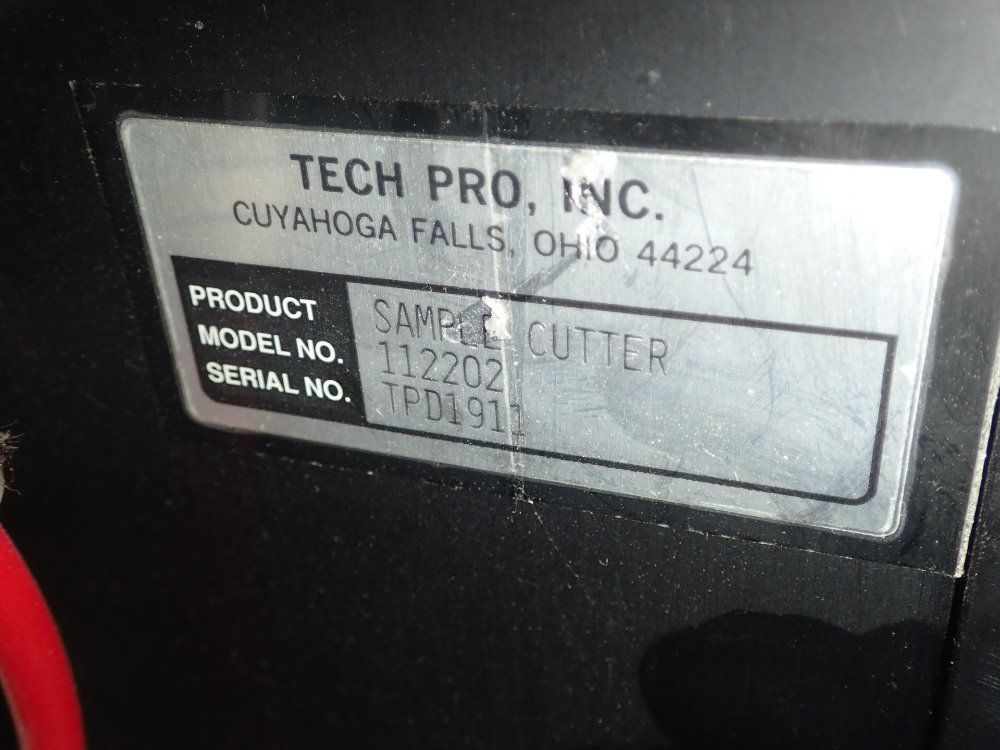 TECH PRO, INC.
CUYAHOGA FALLS, OHIO 44224
PRODUCT SAMPLE CUTTER
MODEL NO. 112202
SERIAL NO. TPD1911